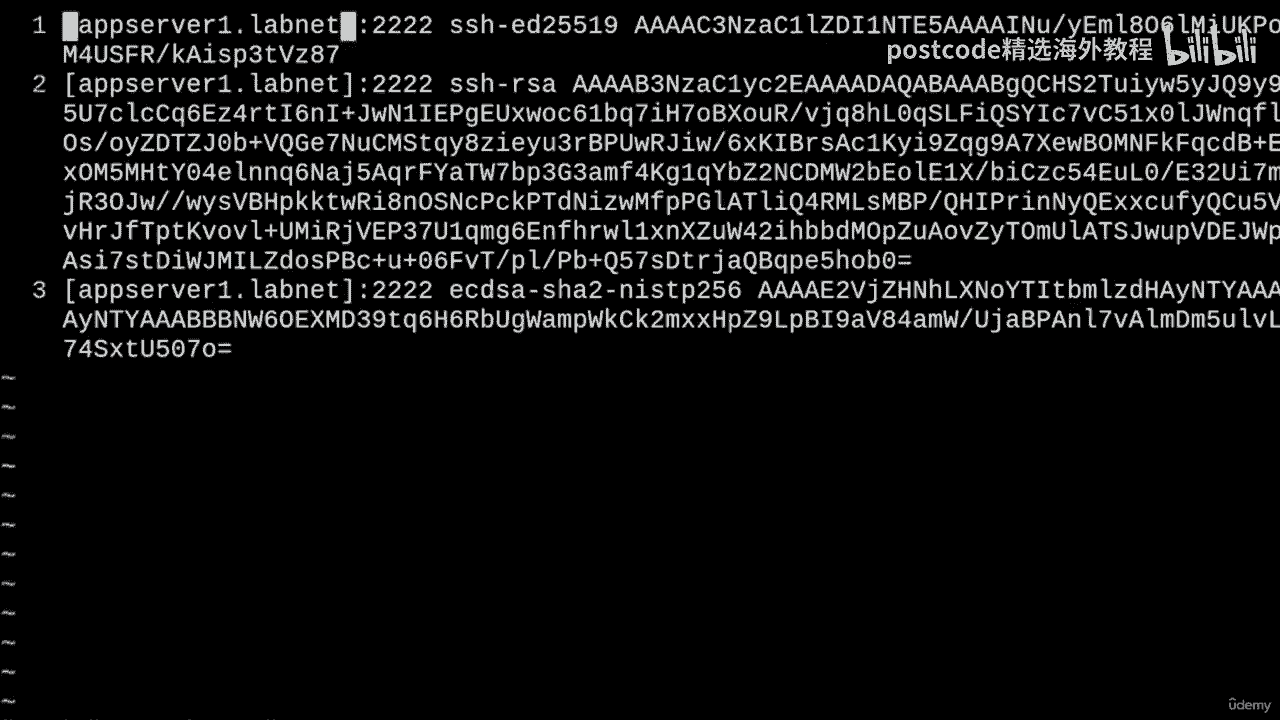 1 [appserver1.labnet]:2222 ssh-ed25519 AAAAC3NzaC1lZDI1NTE5AAAAINu/yEml8O6lMiUKPo
M4USFR/kAisp3tVz87
postcode精选海外教程 bilibili
2 [appserver1.labnet]:2222 ssh-rsa AAAAB3NzaC1yc2EAAAADAQABAAABgQCHS2Tuiyw5yJQ9y9
5U7clcCq6Ez4rtI6nI+JwN1IEPgEUxwoc61bq7iH7oBXouR/vjq8hL0qSLFiQSYIc7vC51x0lJWnqfl
Os/oyZDTZJ0b+VQGe7NuCMStqy8zieyu3rBPUwRJiw/6xKIBrsAc1Kyi9Zqg9A7XewBOMNFkFqcdB+E
xOM5MHtY04elnnq6Naj5AqrFYaTW7bp3G3amf4Kg1qYbZ2NCDMW2bEolE1X/biCzc54EuL0/E32Ui7m
jR3OJw//wysVBHpkktwRi8nOSNcPckPTdNizwMfpPGlATliQ4RMLsMBP/QHIPrinNyQExxcufyQCu5V
vHrJfTptKvovl+UMiRjVEP37U1qmg6Enfhrwl1xnXZuW42ihbbdMOpZuAovZyTOmUlATSJwupVDEJWp
Asi7stDiWJMILZdosPBc+u+06FvT/pl/Pb+Q57sDtrjaQBqpe5hob0=
3 [appserver1.labnet]:2222 ecdsa-sha2-nistp256 AAAAE2VjZHNhLXNoYTItbmlzdHAyNTYAAA
AyNTYAAABBBNW6OEXMD39tq6H6RbUgWampWkCk2mxxHpZ9LpBI9aV84amW/UjaBPAnl7vAlmDm5ulvL
74SxtU507o=
~
~
~
~
~
~
~
~
~
~
~
~
ûdemy